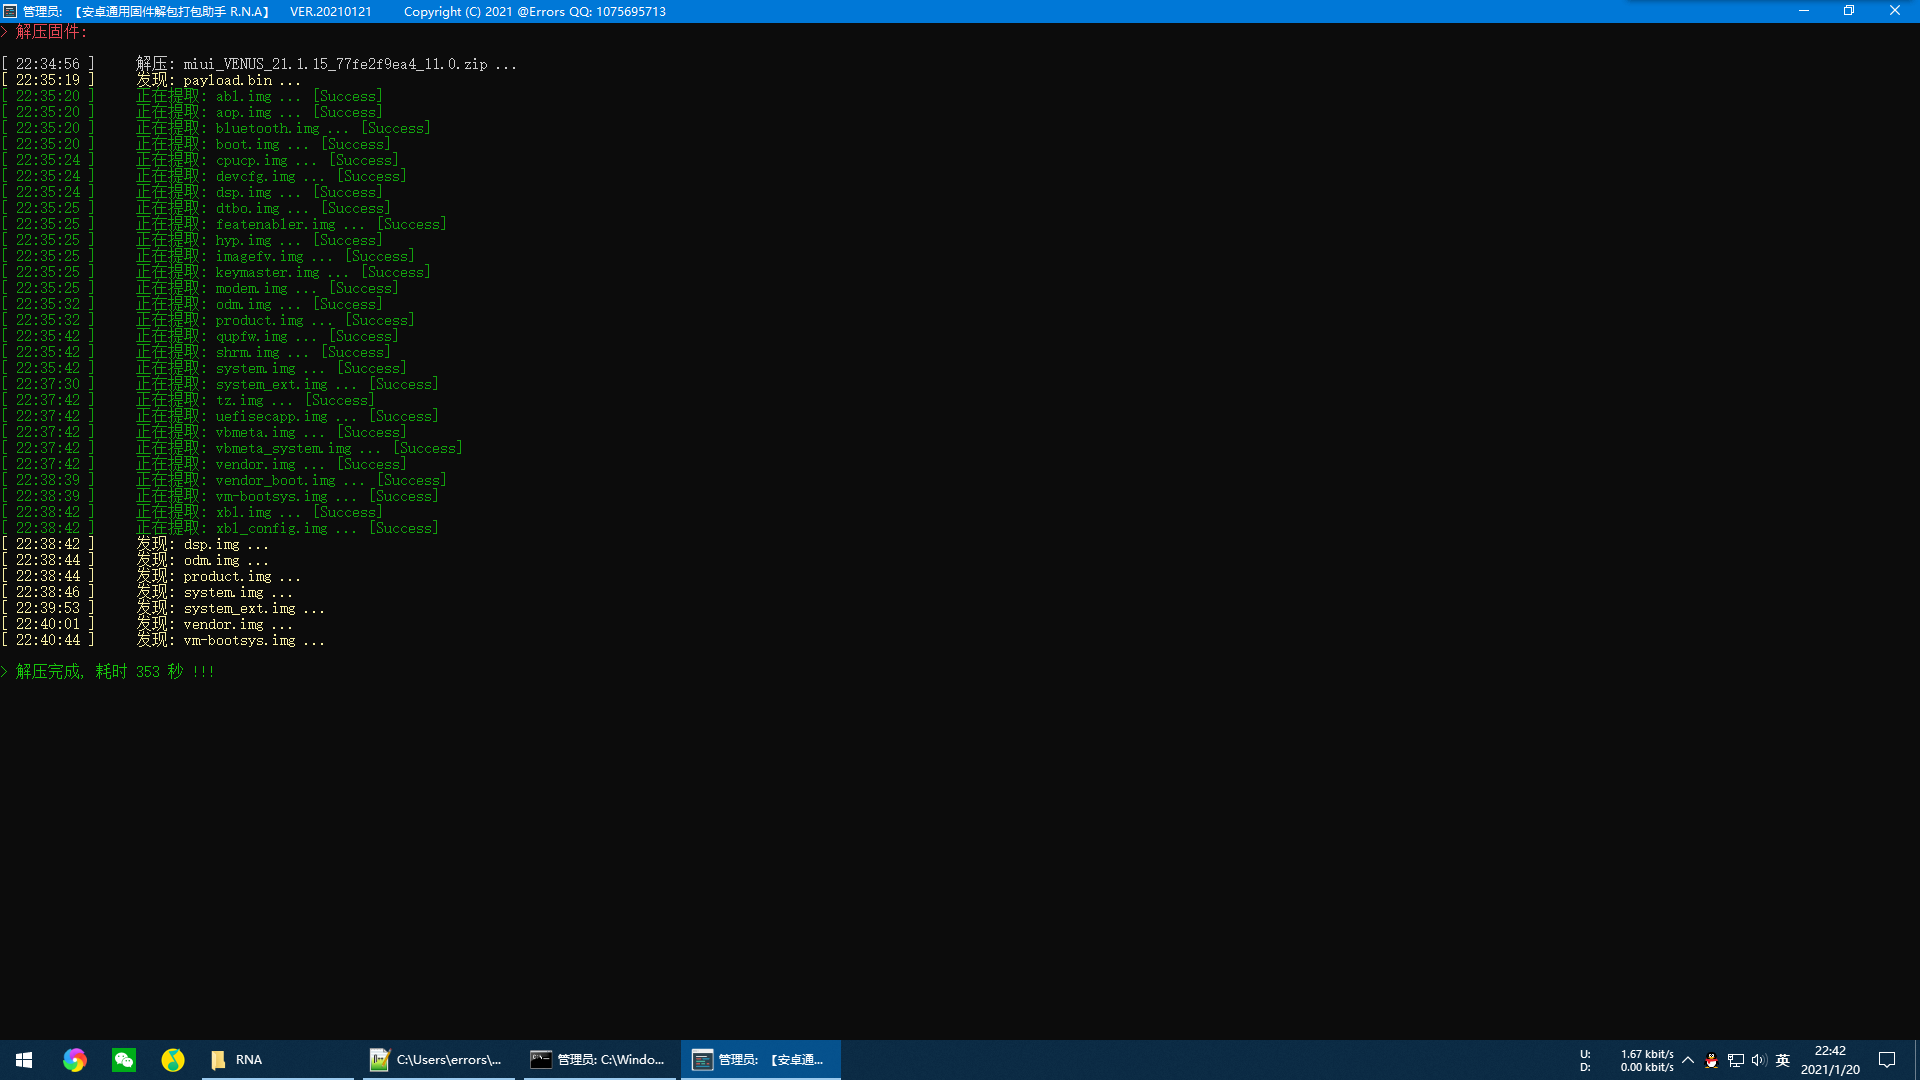 管理员: 【安卓通用固件解包打包助手 R.N.A】 VER.20210121 Copyright (C) 2021 @Errors QQ: 1075695713
> 解压固件:
[ 22:34:56 ] 解压: miui_VENUS_21.1.15_77fe2f9ea4_11.0.zip ...
[ 22:35:19 ] 发现: payload.bin ...
[ 22:35:20 ] 正在提取: abl.img ... [Success]
[ 22:35:20 ] 正在提取: aop.img ... [Success]
[ 22:35:20 ] 正在提取: bluetooth.img ... [Success]
[ 22:35:20 ] 正在提取: boot.img ... [Success]
[ 22:35:24 ] 正在提取: cpucp.img ... [Success]
[ 22:35:24 ] 正在提取: devcfg.img ... [Success]
[ 22:35:24 ] 正在提取: dsp.img ... [Success]
[ 22:35:25 ] 正在提取: dtbo.img ... [Success]
[ 22:35:25 ] 正在提取: featenabler.img ... [Success]
[ 22:35:25 ] 正在提取: hyp.img ... [Success]
[ 22:35:25 ] 正在提取: imagefv.img ... [Success]
[ 22:35:25 ] 正在提取: keymaster.img ... [Success]
[ 22:35:25 ] 正在提取: modem.img ... [Success]
[ 22:35:32 ] 正在提取: odm.img ... [Success]
[ 22:35:32 ] 正在提取: product.img ... [Success]
[ 22:35:42 ] 正在提取: qupfw.img ... [Success]
[ 22:35:42 ] 正在提取: shrm.img ... [Success]
[ 22:35:42 ] 正在提取: system.img ... [Success]
[ 22:37:30 ] 正在提取: system_ext.img ... [Success]
[ 22:37:42 ] 正在提取: tz.img ... [Success]
[ 22:37:42 ] 正在提取: uefisecapp.img ... [Success]
[ 22:37:42 ] 正在提取: vbmeta.img ... [Success]
[ 22:37:42 ] 正在提取: vbmeta_system.img ... [Success]
[ 22:37:42 ] 正在提取: vendor.img ... [Success]
[ 22:38:39 ] 正在提取: vendor_boot.img ... [Success]
[ 22:38:39 ] 正在提取: vm-bootsys.img ... [Success]
[ 22:38:42 ] 正在提取: xbl.img ... [Success]
[ 22:38:42 ] 正在提取: xbl_config.img ... [Success]
[ 22:38:42 ] 发现: dsp.img ...
[ 22:38:44 ] 发现: odm.img ...
[ 22:38:44 ] 发现: product.img ...
[ 22:38:46 ] 发现: system.img ...
[ 22:39:53 ] 发现: system_ext.img ...
[ 22:40:01 ] 发现: vendor.img ...
[ 22:40:44 ] 发现: vm-bootsys.img ...
> 解压完成, 耗时 353 秒 !!!
RNA
C:\Users\errors\...
管理员: C:\Windo...
管理员: 【安卓通...
U: 1.67 kbit/s
D: 0.00 kbit/s
英
22:42
2021/1/20